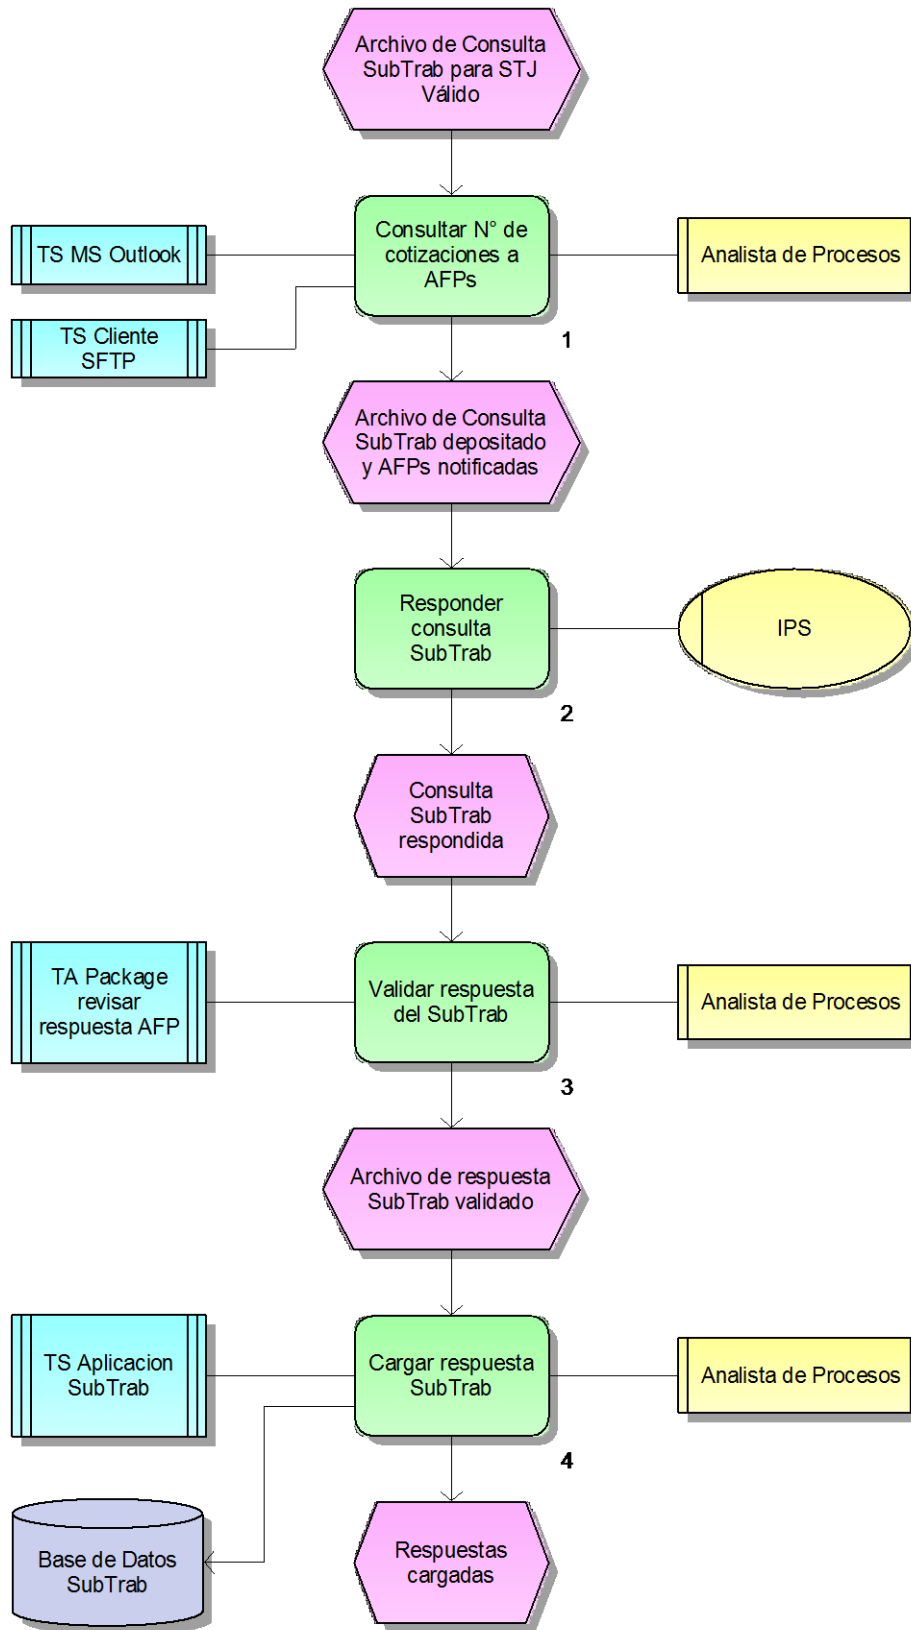 Archivo de Consulta
SubTrab para STJ
Válido
TS MS Outlook
Consultar N° de
cotizaciones a
AFPs
Analista de Procesos
TS Cliente
SFTP
1
Archivo de Consulta
SubTrab depositado
y AFPs notificadas
Responder
consulta
SubTrab
IPS
2
Consulta
SubTrab
respondida
TA Package
revisar
respuesta AFP
Validar respuesta
del SubTrab
Analista de Procesos
3
Archivo de respuesta
SubTrab validado
TS Aplicacion
SubTrab
Cargar respuesta
SubTrab
Analista de Procesos
4
Base de Datos
SubTrab
Respuestas
cargadas